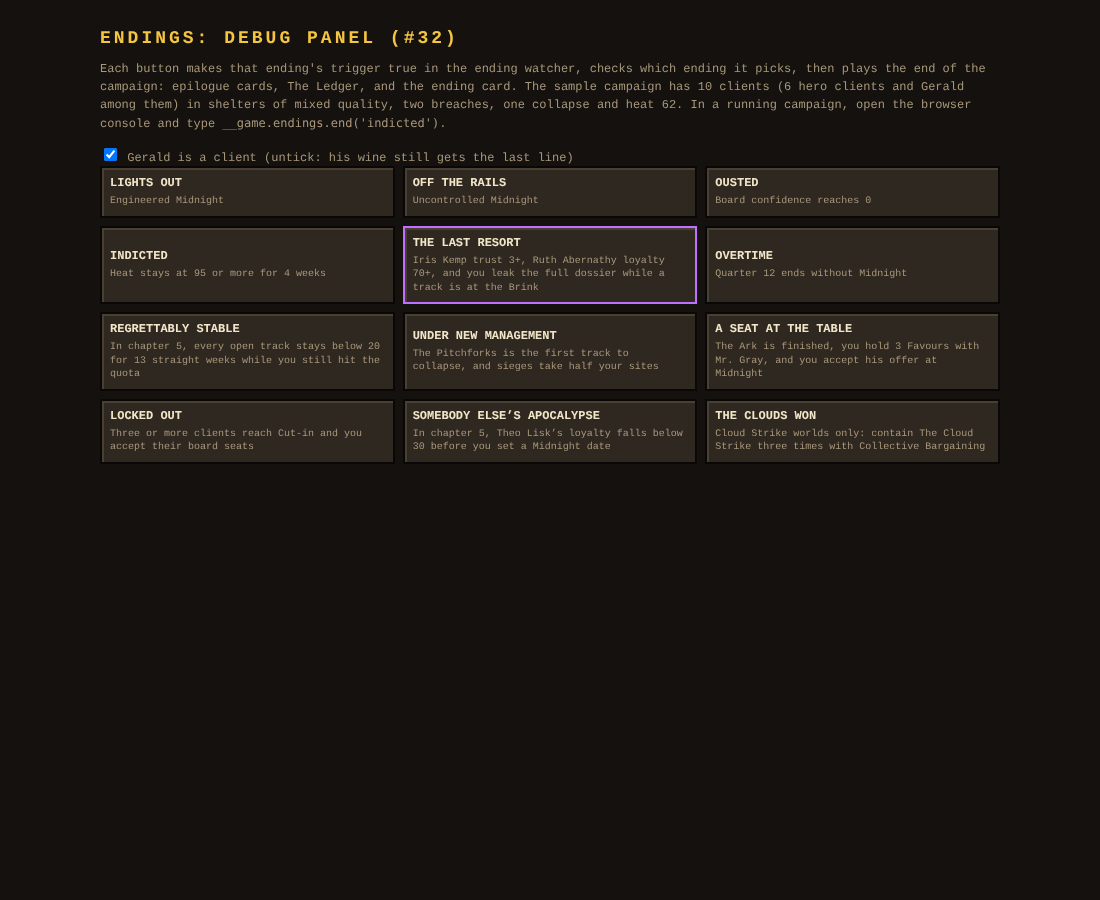 ENDINGS: DEBUG PANEL (#32)
Each button makes that ending's trigger true in the ending watcher, checks which ending it picks, then plays the end of the
campaign: epilogue cards, The Ledger, and the ending card. The sample campaign has 10 clients (6 hero clients and Gerald
among them) in shelters of mixed quality, two breaches, one collapse and heat 62. In a running campaign, open the browser
console and type __game.endings.end('indicted').
Gerald is a client (untick: his wine still gets the last line)
LIGHTS OUT
Engineered Midnight
OFF THE RAILS
Uncontrolled Midnight
OUSTED
Board confidence reaches 0
INDICTED
Heat stays at 95 or more for 4 weeks
THE LAST RESORT
Iris Kemp trust 3+, Ruth Abernathy loyalty
70+, and you leak the full dossier while a
track is at the Brink
OVERTIME
Quarter 12 ends without Midnight
REGRETTABLY STABLE
In chapter 5, every open track stays below 20
for 13 straight weeks while you still hit the
quota
UNDER NEW MANAGEMENT
The Pitchforks is the first track to
collapse, and sieges take half your sites
A SEAT AT THE TABLE
The Ark is finished, you hold 3 Favours with
Mr. Gray, and you accept his offer at
Midnight
LOCKED OUT
Three or more clients reach Cut-in and you
accept their board seats
SOMEBODY ELSE’S APOCALYPSE
In chapter 5, Theo Lisk’s loyalty falls below
30 before you set a Midnight date
THE CLOUDS WON
Cloud Strike worlds only: contain The Cloud
Strike three times with Collective Bargaining